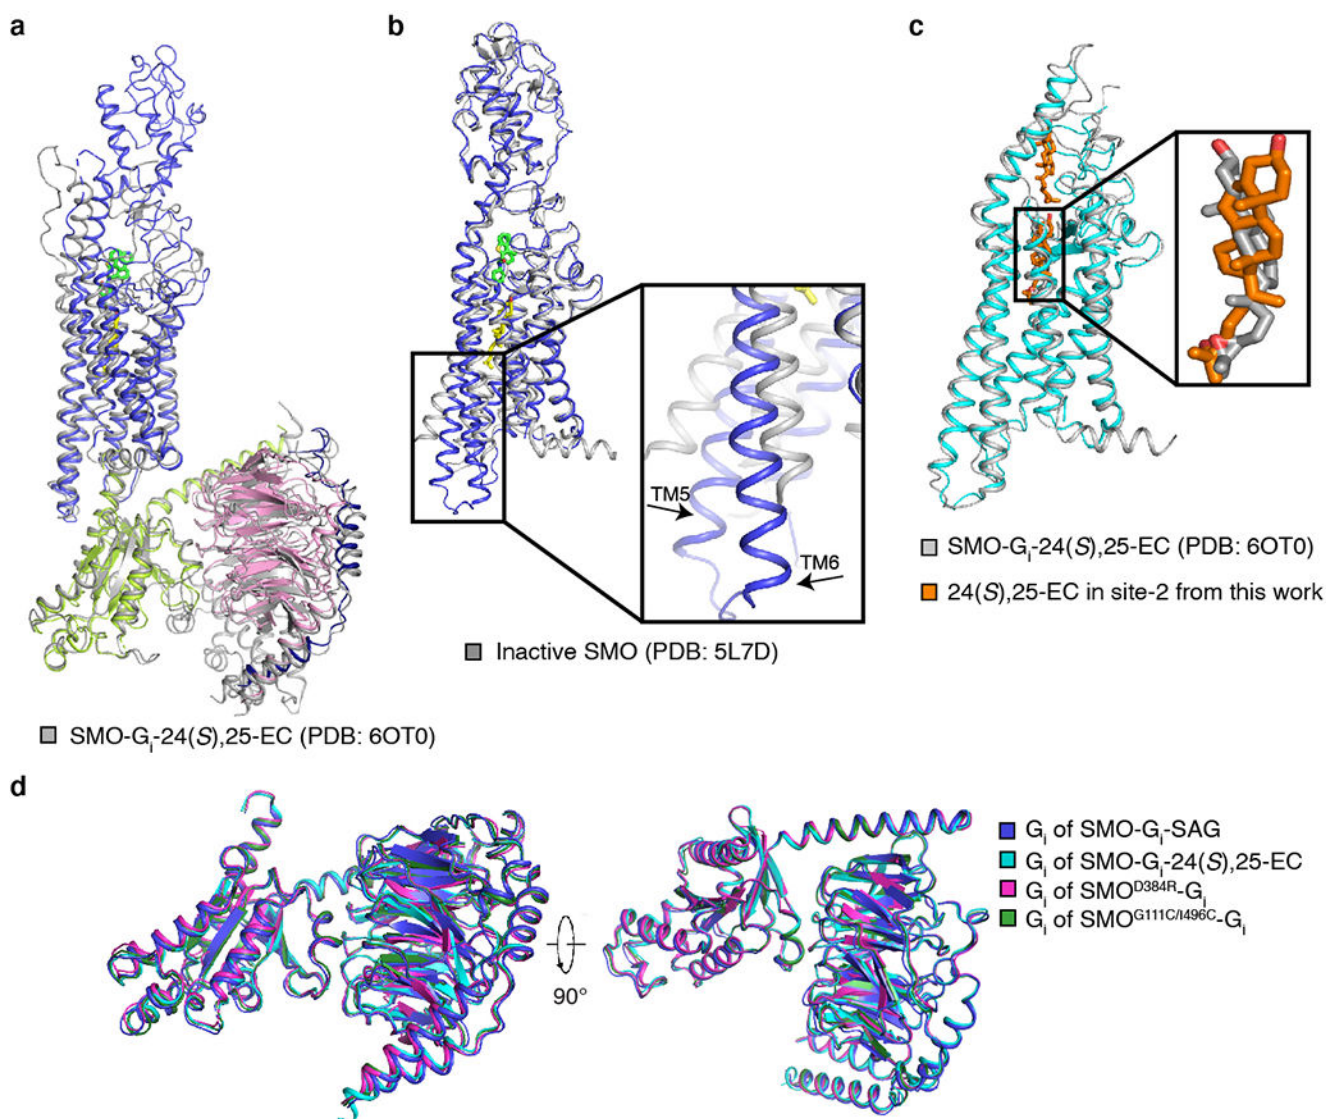 a
b
c
TM5
TM6
SMO-Gi-24(S),25-EC (PDB: 6OT0)
24(S),25-EC in site-2 from this work
Inactive SMO (PDB: 5L7D)
SMO-Gi-24(S),25-EC (PDB: 6OT0)
d
90°
Gi of SMO-Gi-SAG
Gi of SMO-Gi-24(S),25-EC
Gi of SMOD384R-Gi
Gi of SMOG111C/I496C-Gi